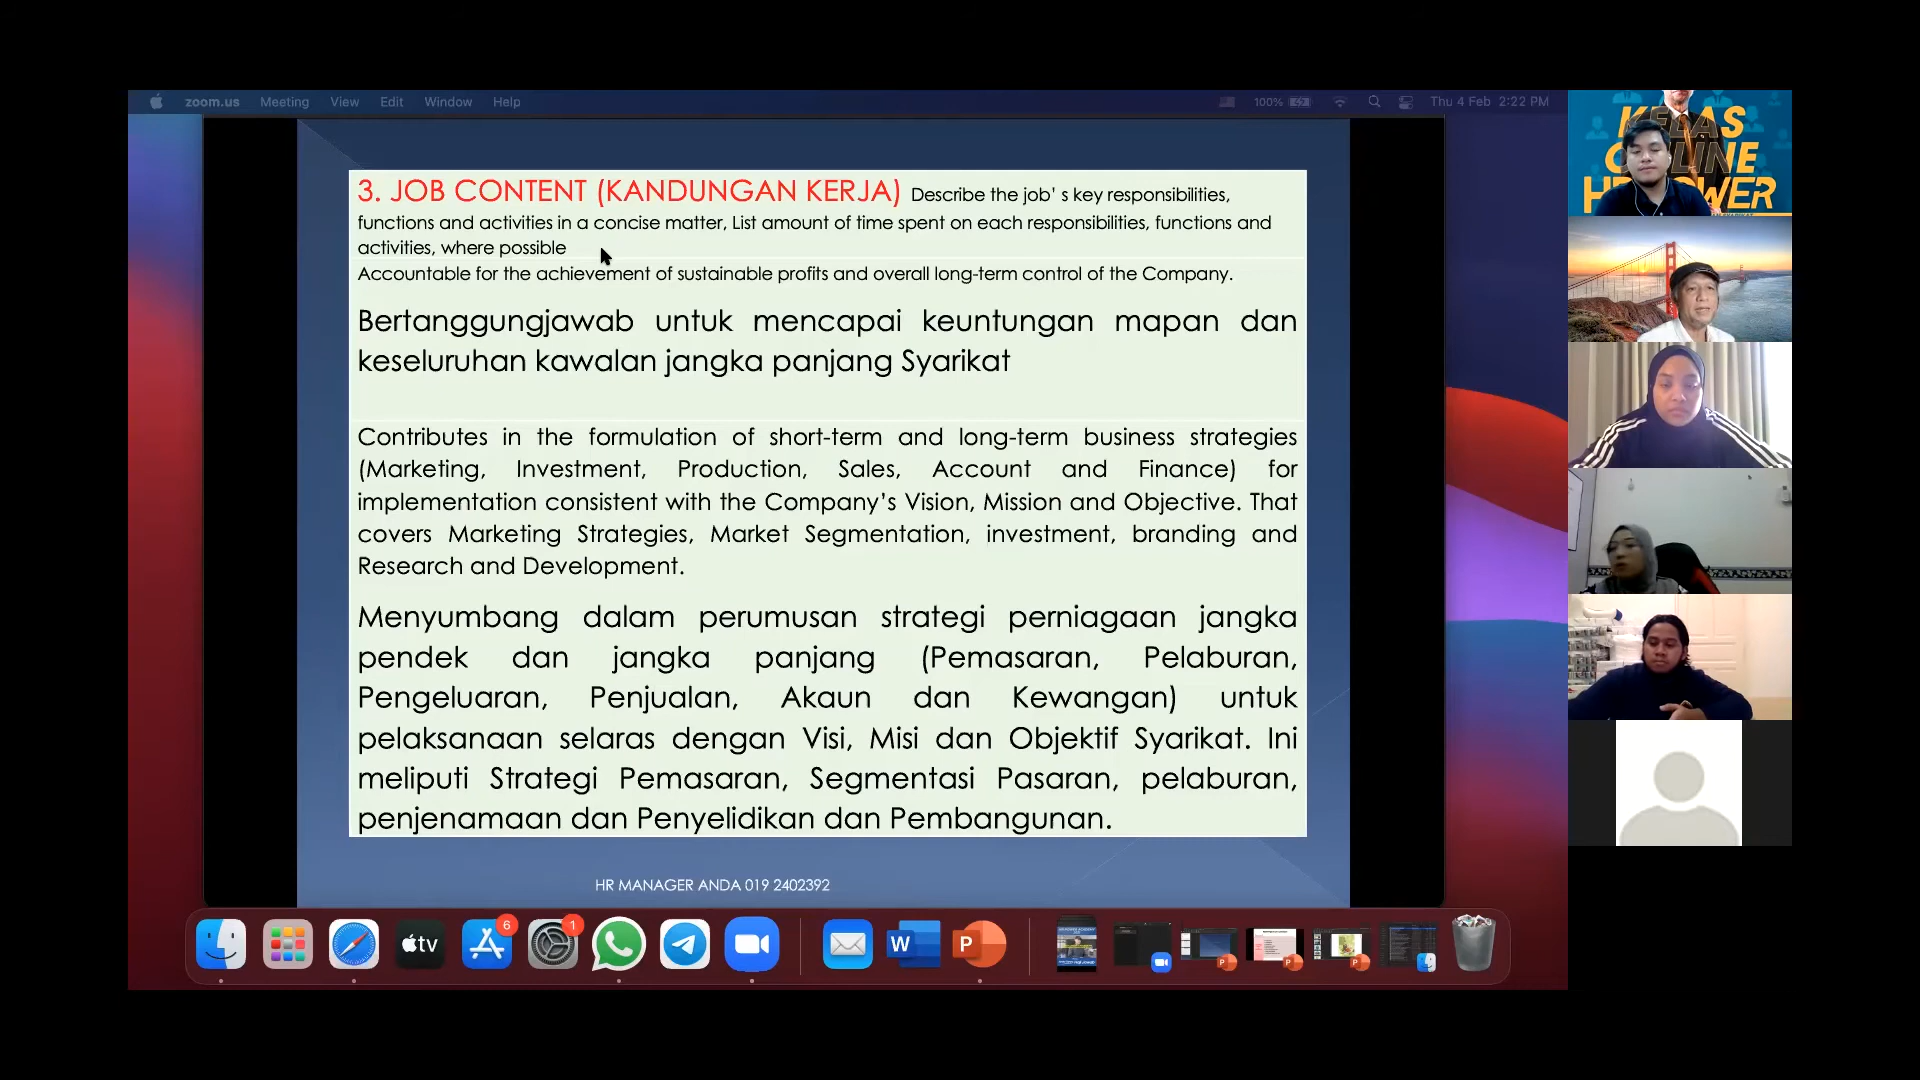 zoom.us Meeting View Edit Window Help 100% Thu 4 Feb 2:22 PM
3. JOB CONTENT (KANDUNGAN KERJA) Describe the job' s key responsibilities,
functions and activities in a concise matter, List amount of time spent on each responsibilities, functions and
activities, where possible
Accountable for the achievement of sustainable profits and overall long-term control of the Company.
Bertanggungjawab untuk mencapai keuntungan mapan dan
keseluruhan kawalan jangka panjang Syarikat
Contributes in the formulation of short-term and long-term business strategies
(Marketing, Investment, Production, Sales, Account and Finance) for
implementation consistent with the Company's Vision, Mission and Objective. That
covers Marketing Strategies, Market Segmentation, investment, branding and
Research and Development.
Menyumbang dalam perumusan strategi perniagaan jangka
pendek dan jangka panjang (Pemasaran, Pelaburan,
Pengeluaran, Penjualan, Akaun dan Kewangan) untuk
pelaksanaan selaras dengan Visi, Misi dan Objektif Syarikat. Ini
meliputi Strategi Pemasaran, Segmentasi Pasaran, pelaburan,
penjenamaan dan Penyelidikan dan Pembangunan.
HR MANAGER ANDA 019 2402392
tv 6 1 W P
KELAS